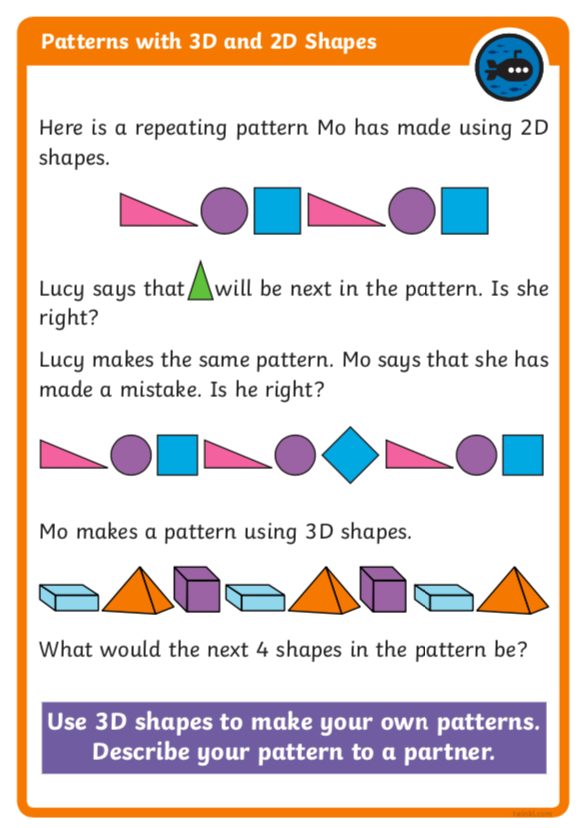 Patterns with 3D and 2D Shapes
Here is a repeating pattern Mo has made using 2D
shapes.
Lucy says that will be next in the pattern. Is she
right?
Lucy makes the same pattern. Mo says that she has
made a mistake. Is he right?
Mo makes a pattern using 3D shapes.
What would the next 4 shapes in the pattern be?
Use 3D shapes to make your own patterns.
Describe your pattern to a partner.
twinkl.com